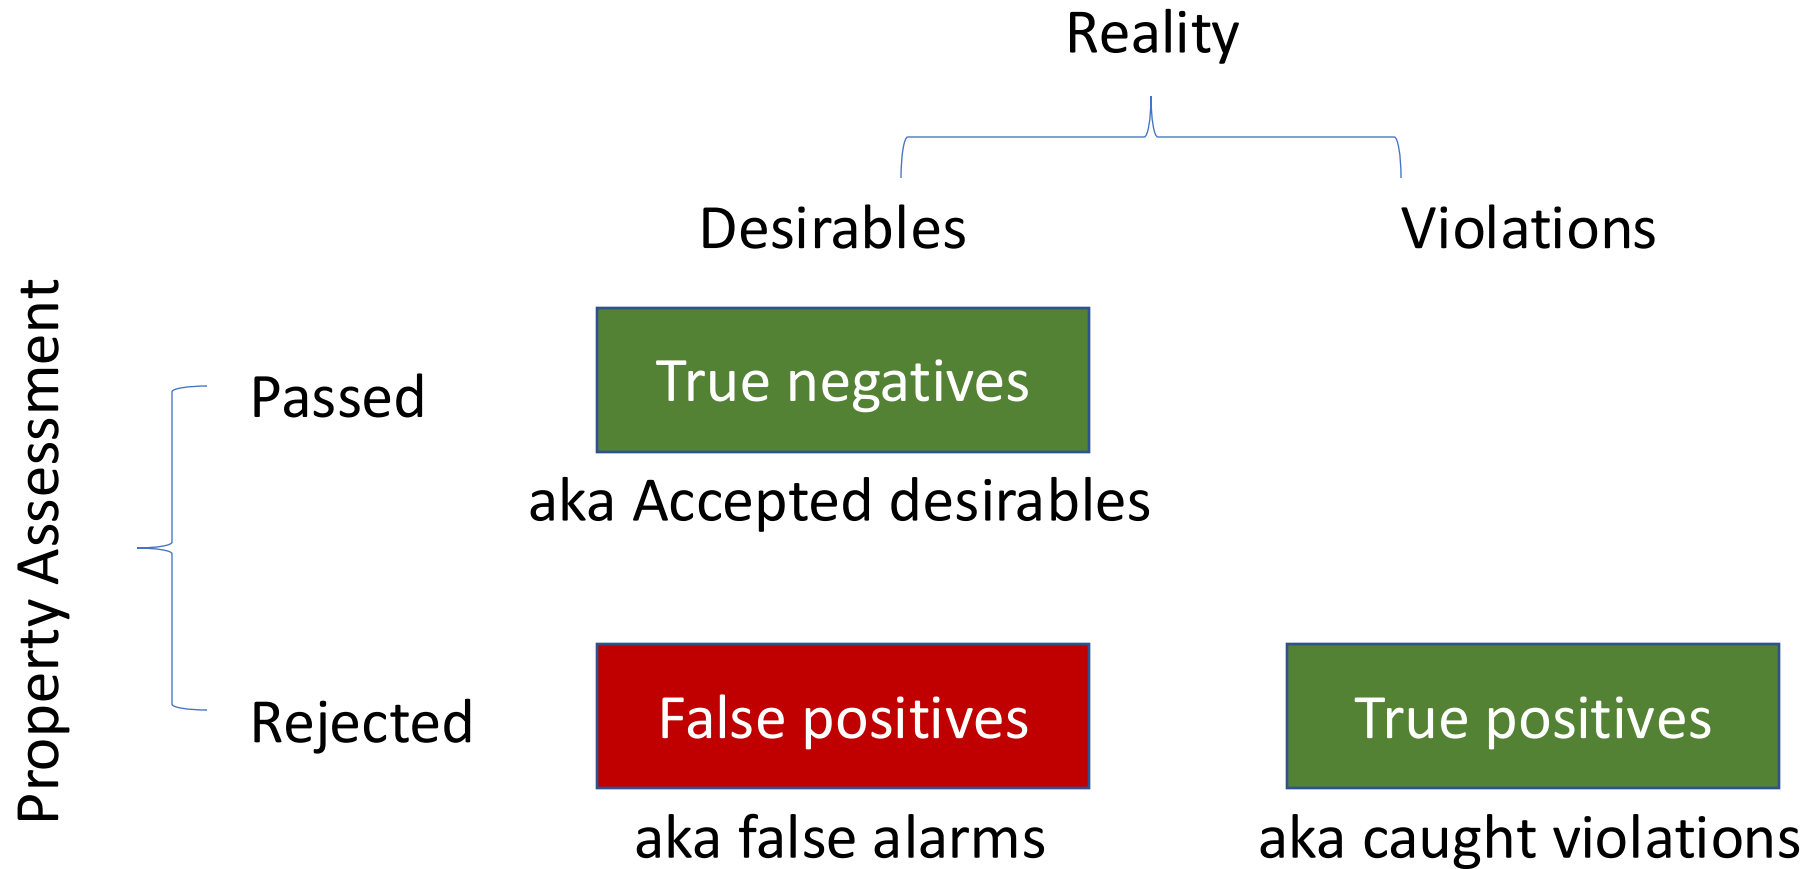 Reality
Desirables
Violations
Property Assessment
Passed
True negatives
aka Accepted desirables
Rejected
False positives
True positives
aka false alarms
aka caught violations